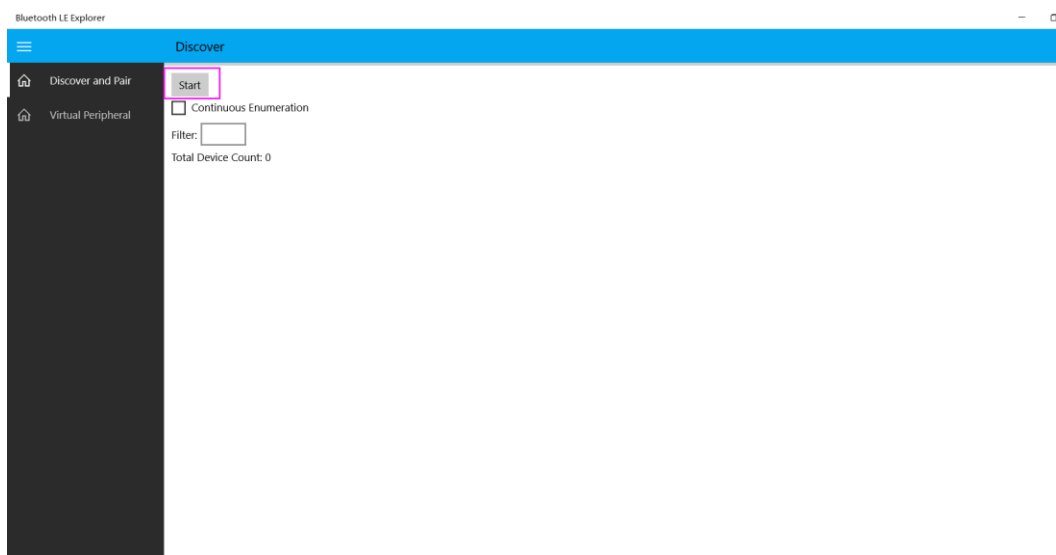 Bluetooth LE Explorer
Discover
Discover and Pair
Virtual Peripheral
Start
Continuous Enumeration
Filter:
Total Device Count: 0